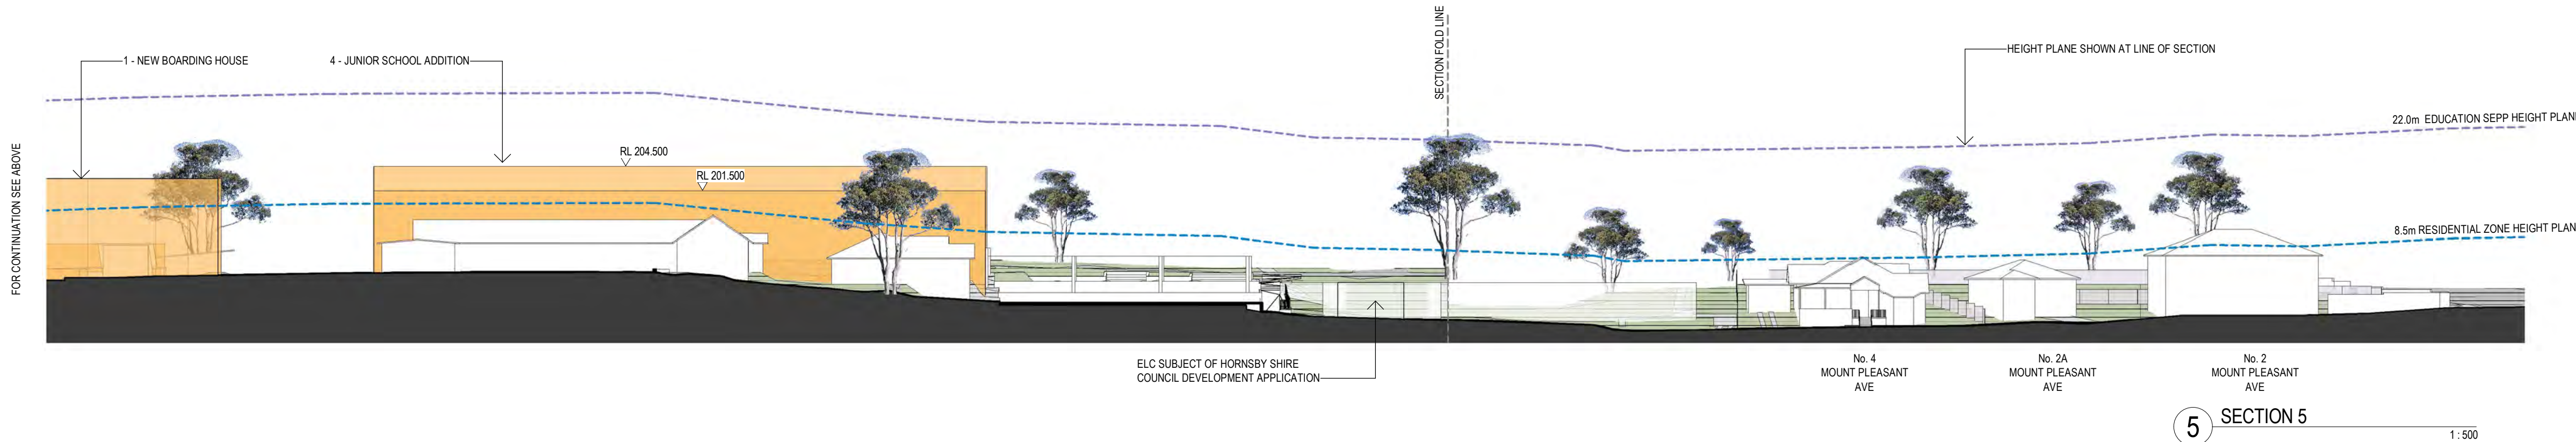 FOR CONTINUATION SEE ABOVE
1 - NEW BOARDING HOUSE
4 - JUNIOR SCHOOL ADDITION
RL 204.500
RL 201.500
SECTION FOLD LINE
HEIGHT PLANE SHOWN AT LINE OF SECTION
22.0m EDUCATION SEPP HEIGHT PLAN
8.5m RESIDENTIAL ZONE HEIGHT PLAN
ELC SUBJECT OF HORNSBY SHIRE
COUNCIL DEVELOPMENT APPLICATION
No. 4
MOUNT PLEASANT
AVE
No. 2A
MOUNT PLEASANT
AVE
No. 2
MOUNT PLEASANT
AVE
5 SECTION 5
1 : 500